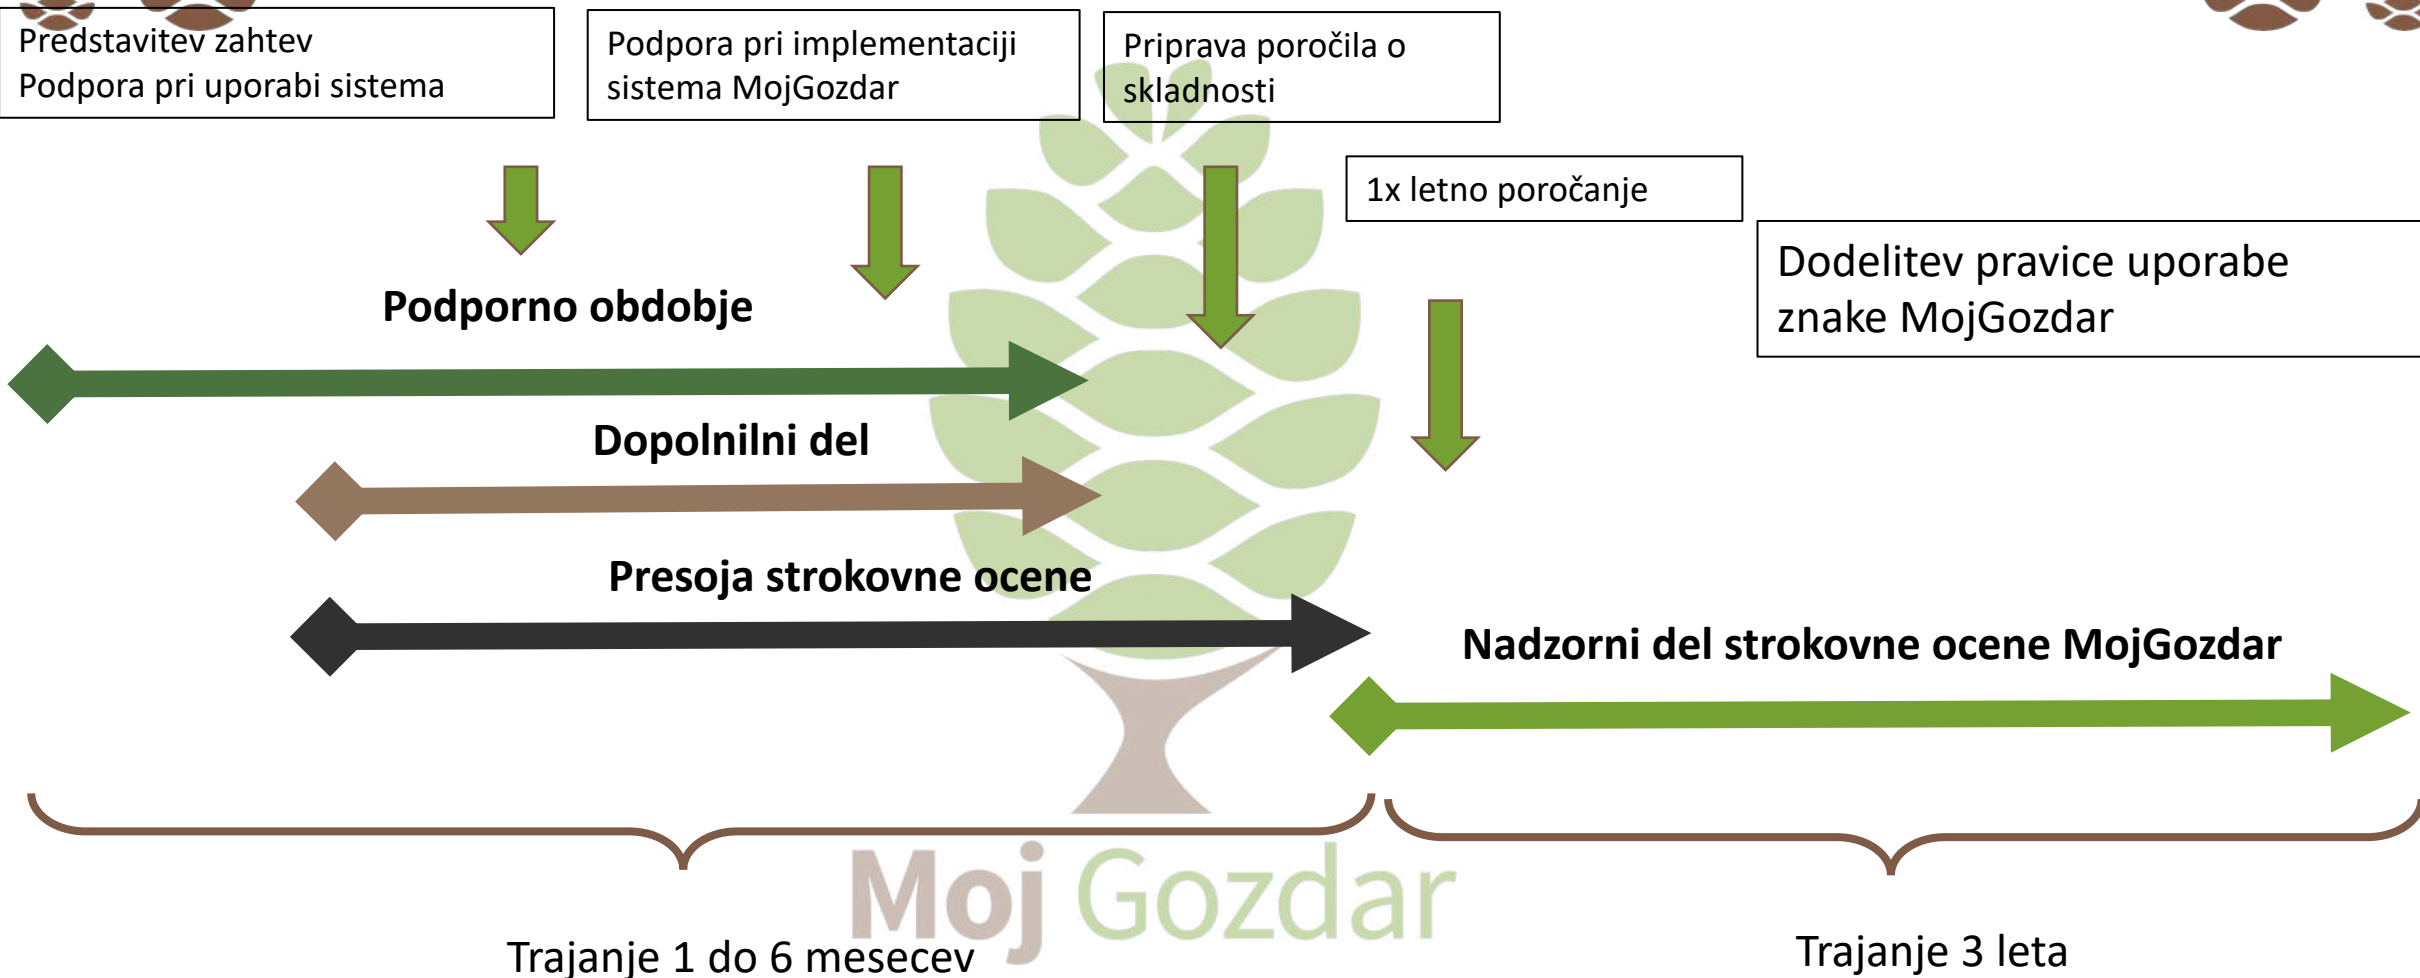 Predstavitev zahtev
Podpora pri uporabi sistema
Podpora pri implementaciji
sistema MojGozdar
Priprava poročila o
skladnosti
1x letno poročanje
Dodelitev pravice uporabe
znake MojGozdar
Podporno obdobje
Dopolnilni del
Presoja strokovne ocene
Nadzorni del strokovne ocene MojGozdar
Moj Gozdar
Trajanje 1 do 6 mesecev
Trajanje 3 leta